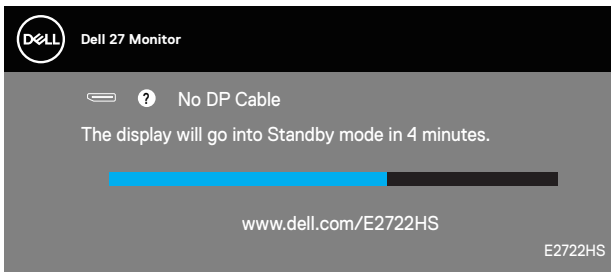 DELL Dell 27 Monitor
? No DP Cable
The display will go into Standby mode in 4 minutes.
www.dell.com/E2722HS
E2722HS